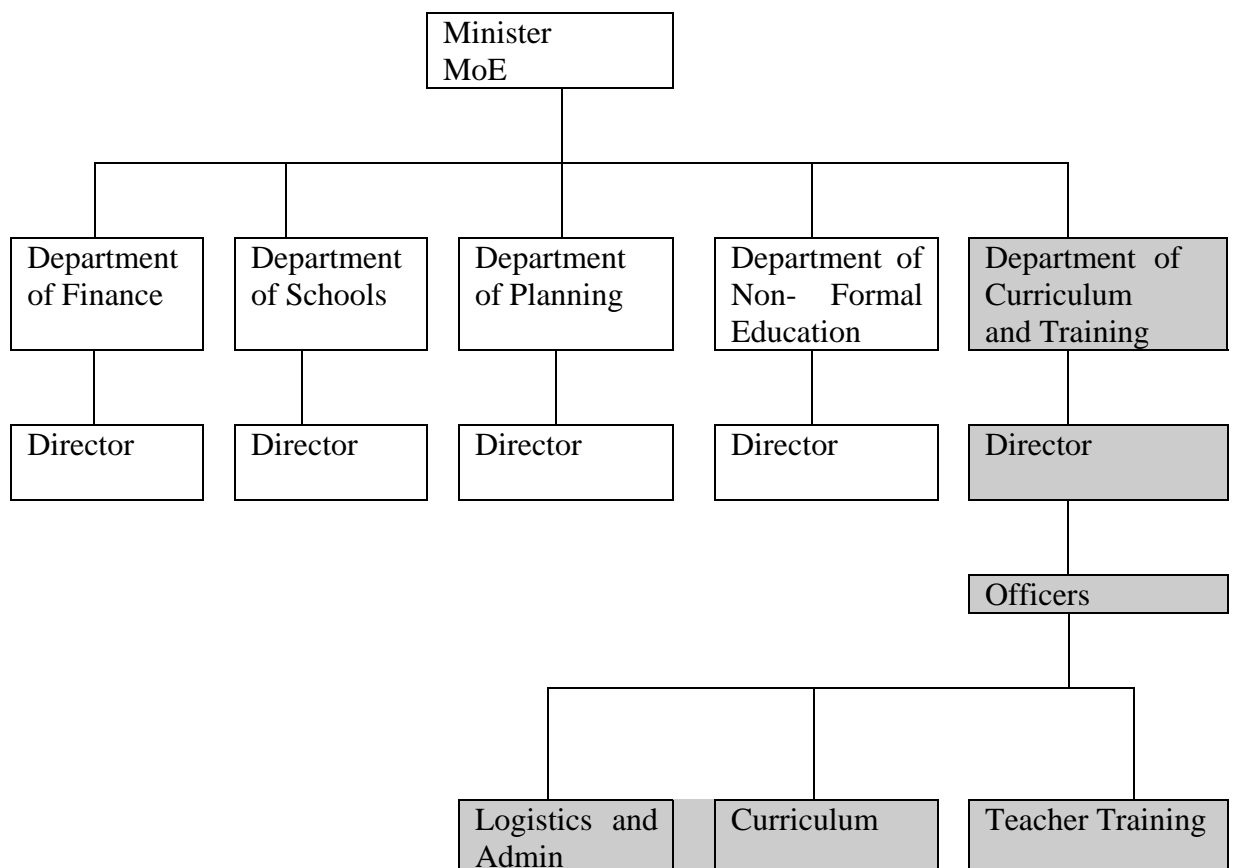 Minister
MoE
Department
of Finance
Department
of Schools
Department
of Planning
Department of
Non- Formal
Education
Department of
Curriculum
and Training
Director
Director
Director
Director
Director
Officers
Logistics and
Admin
Curriculum
Teacher Training